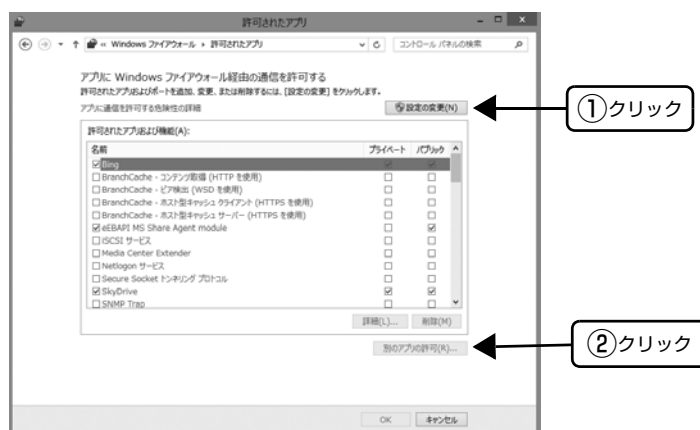 許可されたアプリ
« Windows ファイアウォール ▸ 許可されたアプリ
コントロール パネルの検索
アプリに Windows ファイアウォール経由の通信を許可する
許可されたアプリおよびポートを追加、変更、または削除するには、[設定の変更] をクリックします。
アプリに通信を許可する危険性の詳細
設定の変更(N)
①クリック
許可されたアプリおよび機能(A):
名前 プライベート パブリック
Bing
BranchCache - コンテンツ取得 (HTTP を使用)
BranchCache - ピア検出 (WSD を使用)
BranchCache - ホスト型キャッシュ クライアント (HTTPS を使用)
BranchCache - ホスト型キャッシュ サーバー (HTTPS を使用)
eEBAPI MS Share Agent module
iSCSI サービス
Media Center Extender
Netlogon サービス
Secure Socket トンネリング プロトコル
SkyDrive
SNMP Trap
詳細(L)... 削除(M)
別のアプリの許可(R)...
②クリック
OK キャンセル